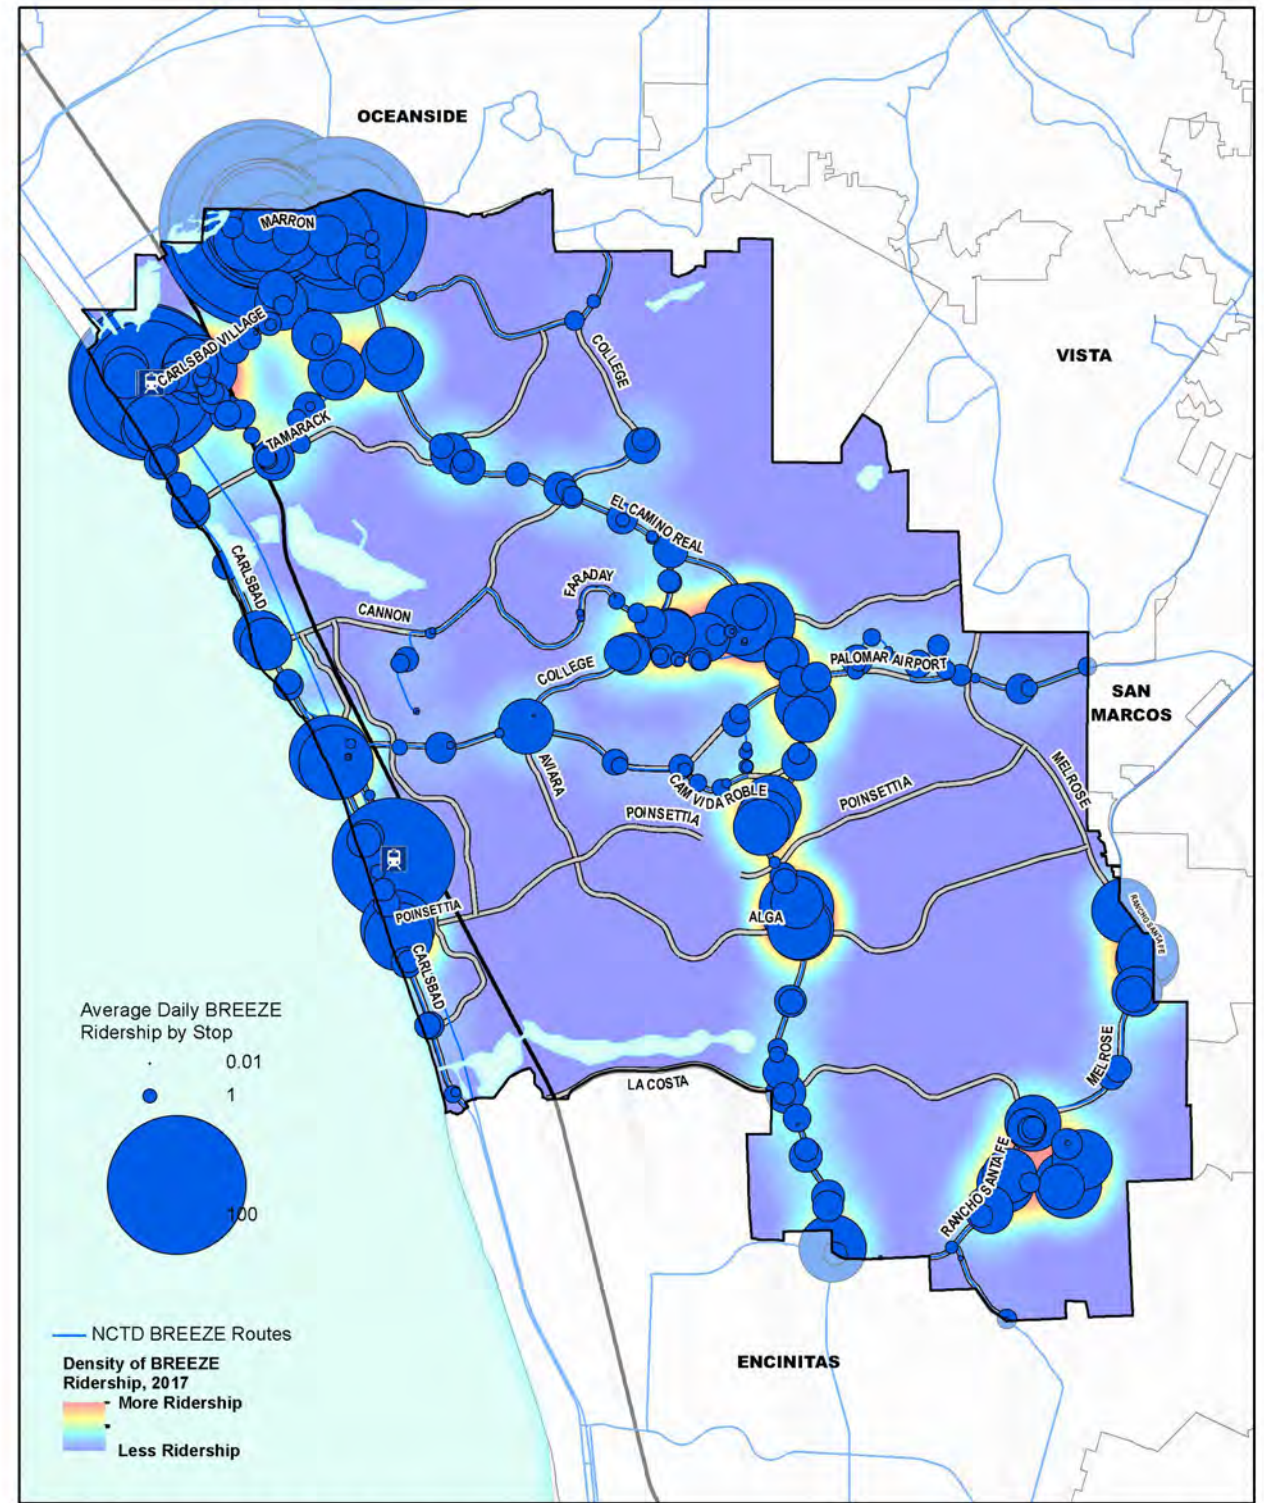 OCEANSIDE
MARRON
CARLSBAD VILLAGE
COLLEGE
VISTA
TAMARACK
EL CAMINO REAL
CARLSBAD
FARADAY
CANNON
COLLEGE
PALOMAR AIRPORT
SAN
MARCOS
AVIARA
CAM VIDA ROBLE
POINSETTIA
POINSETTIA
MELROSE
POINSETTIA
ALGA
RANCHO SANTA FE
CARLSBAD
LA COSTA
MELROSE
RANCHO SANTA FE
ENCINITAS
Average Daily BREEZE
Ridership by Stop
0.01
1
100
NCTD BREEZE Routes
Density of BREEZE
Ridership, 2017
More Ridership
Less Ridership